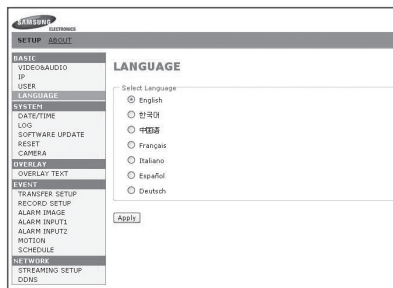 SAMSUNG
ELECTRONICS
SETUP ABOUT
BASIC
VIDEO&AUDIO
IP
USER
LANGUAGE
SYSTEM
DATE/TIME
LOG
SOFTWARE UPDATE
RESET
CAMERA
OVERLAY
OVERLAY TEXT
EVENT
TRANSFER SETUP
RECORD SETUP
ALARM IMAGE
ALARM INPUT1
ALARM INPUT2
MOTION
SCHEDULE
NETWORK
STREAMING SETUP
DDNS
LANGUAGE
Select Language
English
한국어
中国语
Français
Italiano
Español
Deutsch
Apply